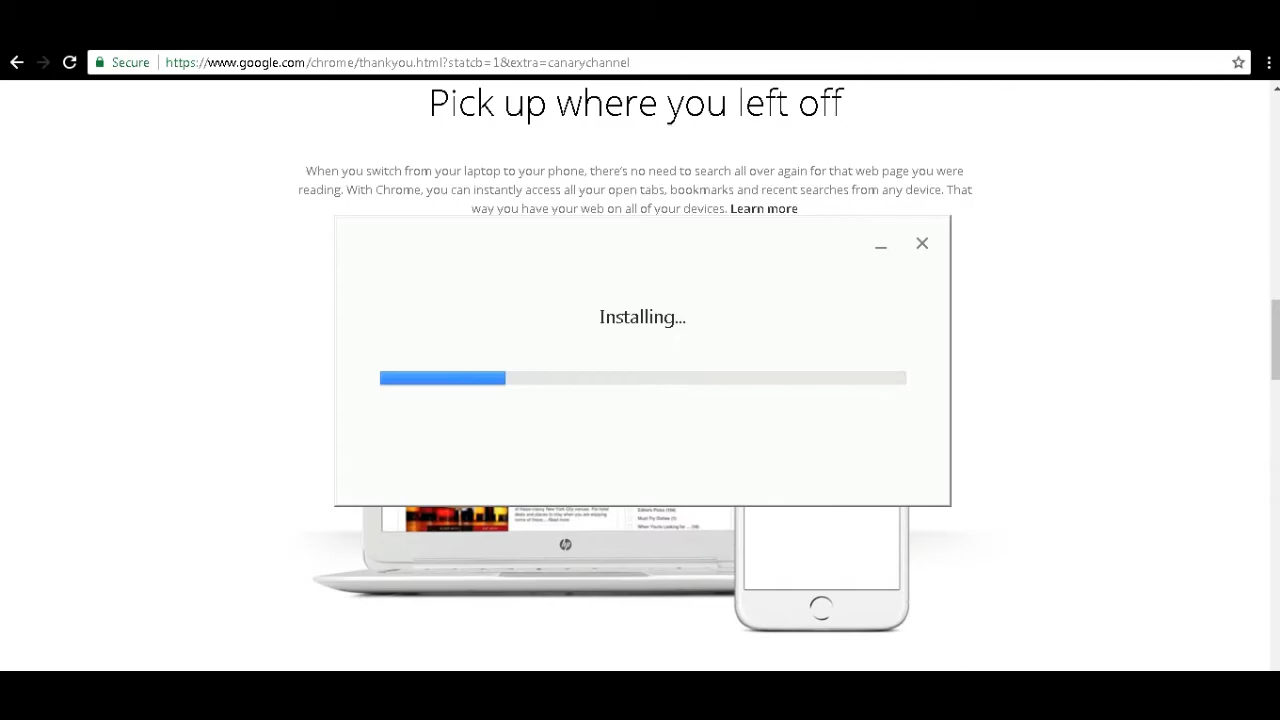 Secure https://www.google.com/chrome/thankyou.html?statcb=1&extra=canarychannel
Pick up where you left off
When you switch from your laptop to your phone, there's no need to search all over again for that web page you were
reading. With Chrome, you can instantly access all your open tabs, bookmarks and recent searches from any device. That
way you have your web on all of your devices. Learn more
Installing...
hp